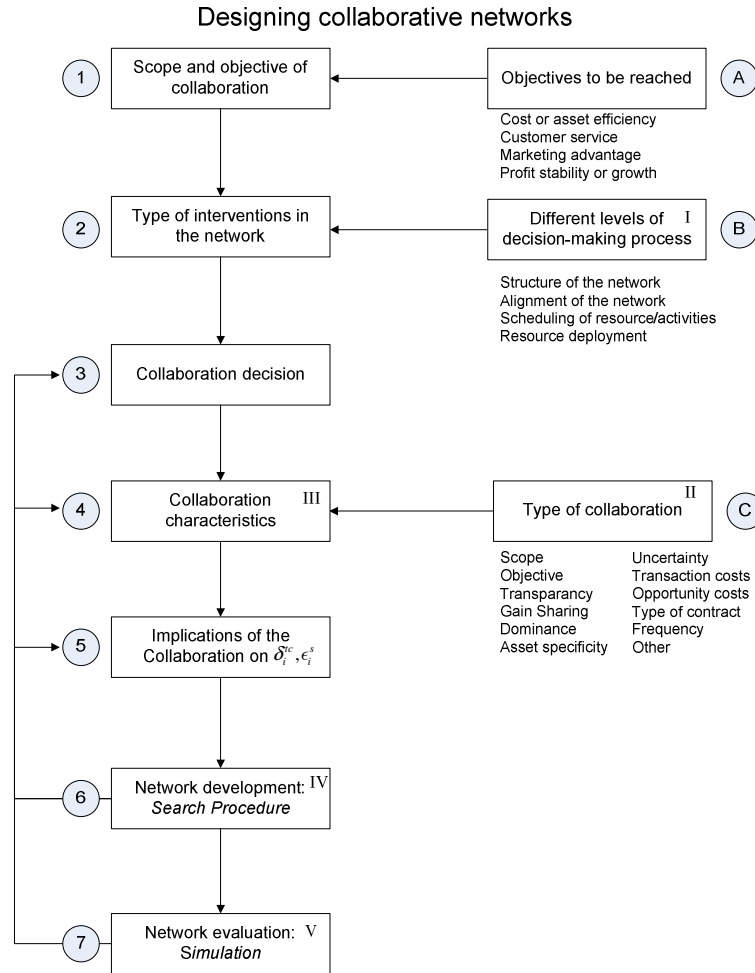 Designing collaborative networks
1
Scope and objective of
collaboration
Objectives to be reached
A
Cost or asset efficiency
Customer service
Marketing advantage
Profit stability or growth
2
Type of interventions in
the network
Different levels of
decision-making process
I
B
Structure of the network
Alignment of the network
Scheduling of resource/activities
Resource deployment
3
Collaboration decision
4
Collaboration
characteristics
III
Type of collaboration
II
C
Scope
Objective
Transparancy
Gain Sharing
Dominance
Asset specificity
Uncertainty
Transaction costs
Opportunity costs
Type of contract
Frequency
Other
5
Implications of the
Collaboration on δ_i^{tc}, ϵ_i^s
6
Network development:
Search Procedure
IV
7
Network evaluation:
Simulation
V